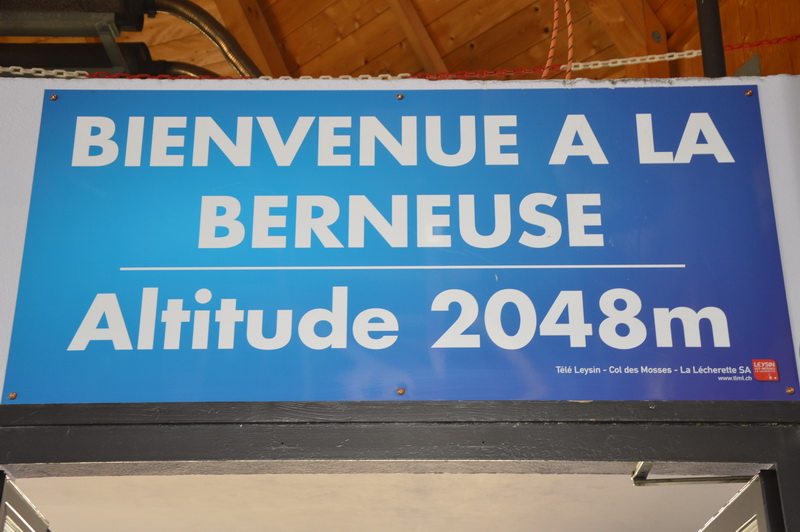 BIENVENUE A LA
BERNEUSE
Altitude 2048m
Télé Leysin - Col des Mosses - La Lécherette SA
www.tlml.ch
LEYSIN